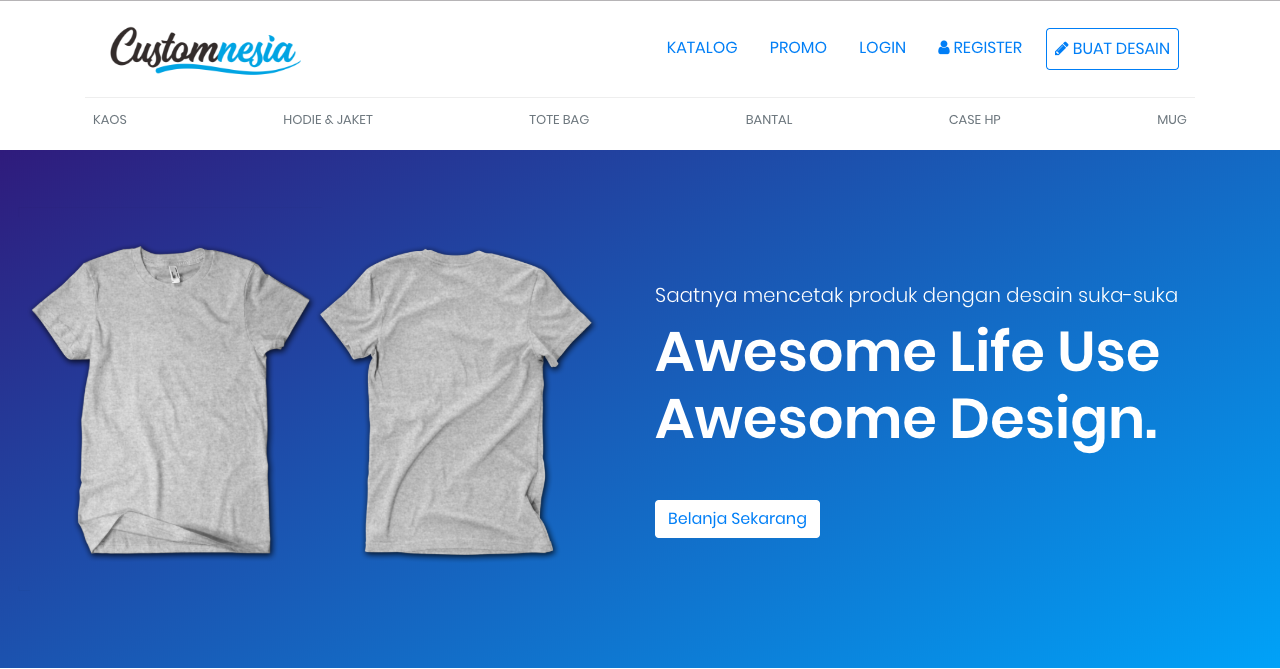 Customnesia
KATALOG PROMO LOGIN REGISTER BUAT DESAIN
KAOS HODIE & JAKET TOTE BAG BANTAL CASE HP MUG
Saatnya mencetak produk dengan desain suka-suka
Awesome Life Use
Awesome Design.
Belanja Sekarang